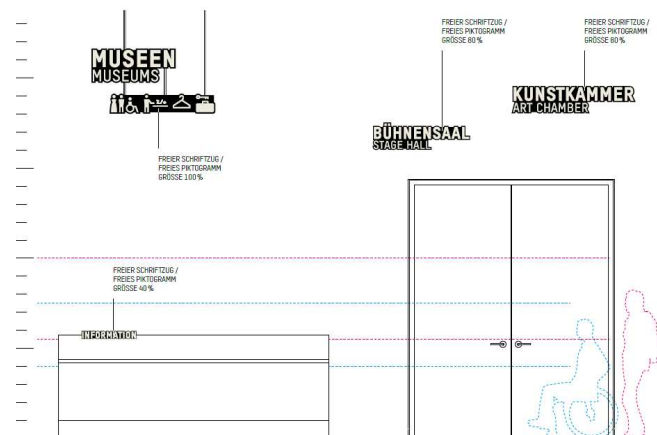 FREIER SCHRIFTZUG /
FREIES PIKTOGRAMM
GRÖSSE 80 %
FREIER SCHRIFTZUG /
FREIES PIKTOGRAMM
GRÖSSE 80 %
MUSEEN
MUSEUMS
KUNSTKAMMER
ART CHAMBER
BÜHNENSAAL
STAGE HALL
FREIER SCHRIFTZUG /
FREIES PIKTOGRAMM
GRÖSSE 100 %
FREIER SCHRIFTZUG /
FREIES PIKTOGRAMM
GRÖSSE 40 %
INFORMATION